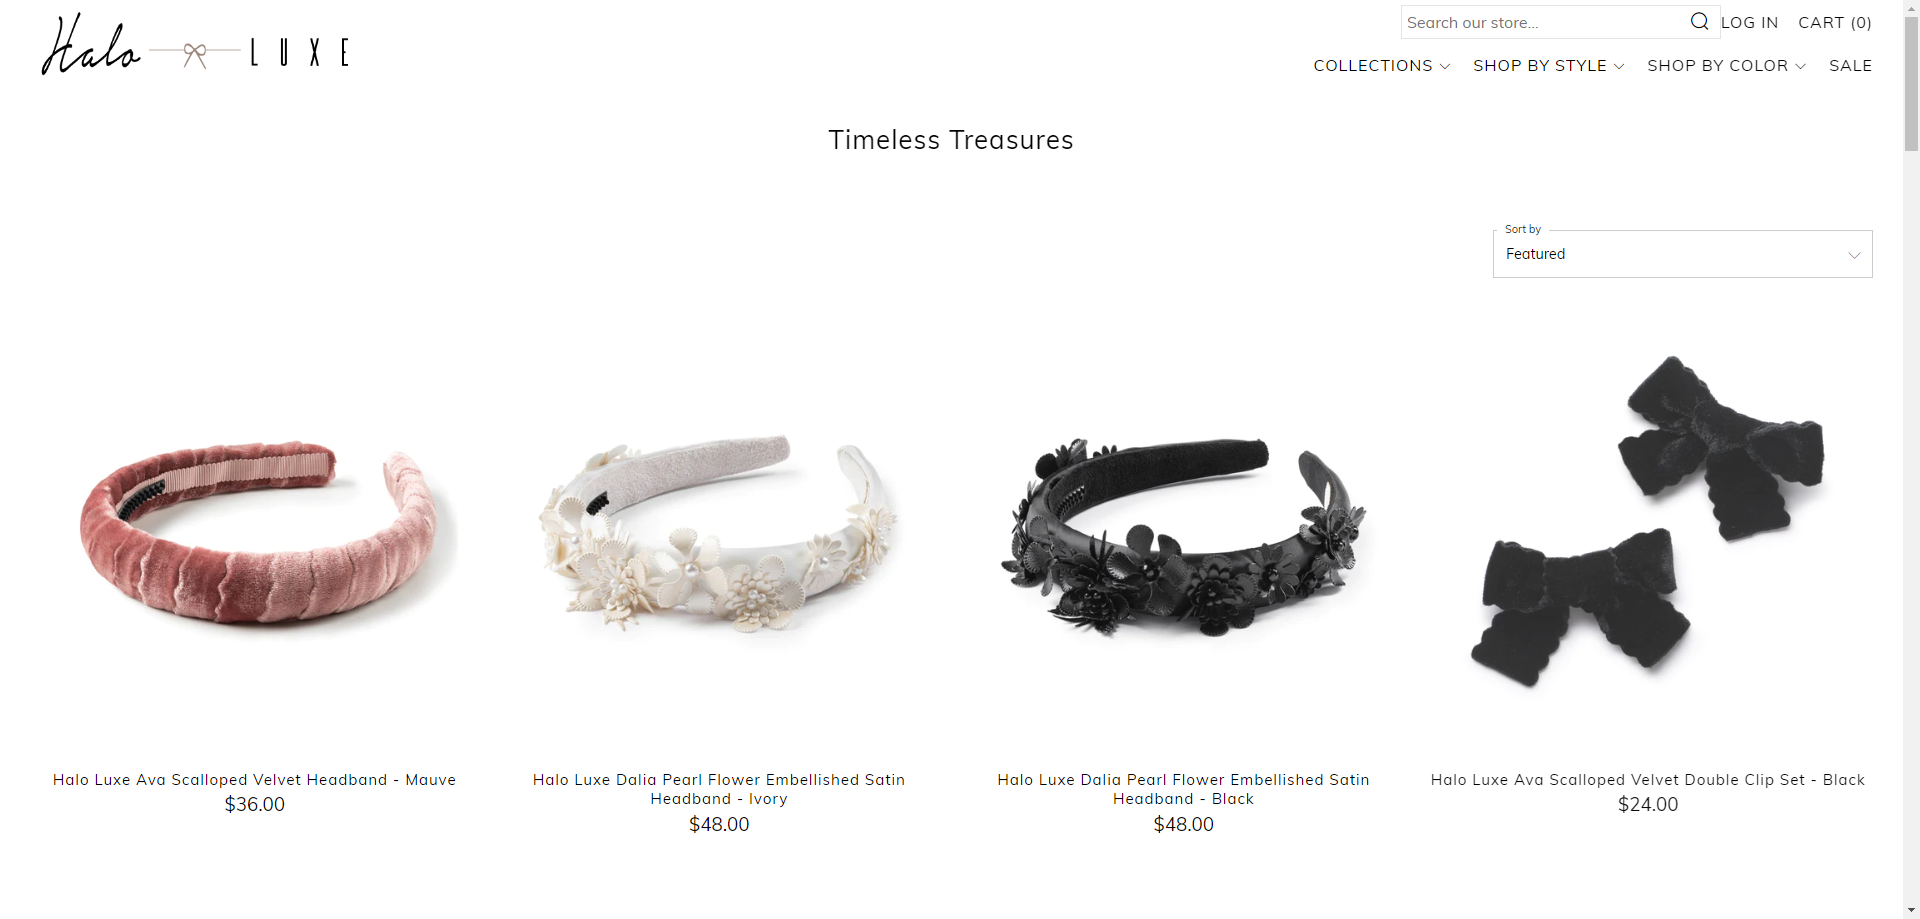 Halo LUXE
Search our store...
LOG IN
CART (0)
COLLECTIONS
SHOP BY STYLE
SHOP BY COLOR
SALE
Timeless Treasures
Sort by
Featured
Halo Luxe Ava Scalloped Velvet Headband - Mauve
$36.00
Halo Luxe Dalia Pearl Flower Embellished Satin
Headband - Ivory
$48.00
Halo Luxe Dalia Pearl Flower Embellished Satin
Headband - Black
$48.00
Halo Luxe Ava Scalloped Velvet Double Clip Set - Black
$24.00